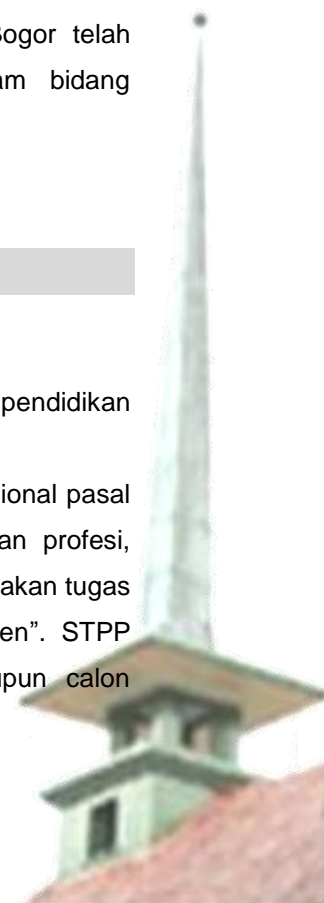 Bogor telah
am bidang
pendidikan
ional pasal
an profesi,
akan tugas
en”. STPP
upun calon